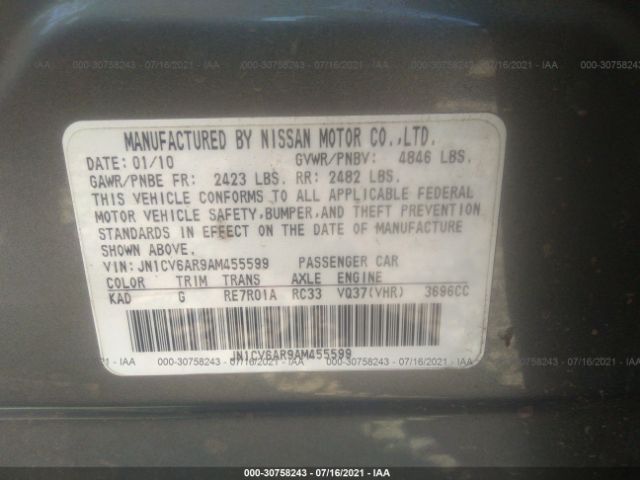 000-30758243 - 07/16/2021 - IAA
MANUFACTURED BY NISSAN MOTOR CO.,LTD.
DATE: 01/10 GVWR/PNBV: 4846 LBS.
GAWR/PNBE FR: 2423 LBS. RR: 2482 LBS.
THIS VEHICLE CONFORMS TO ALL APPLICABLE FEDERAL
MOTOR VEHICLE SAFETY,BUMPER,AND THEFT PREVENTION
STANDARDS IN EFFECT ON THE DATE OF MANUFACTURE
SHOWN ABOVE.
VIN: JN1CV6AR9AM455599 PASSENGER CAR
COLOR TRIM TRANS AXLE ENGINE
KAD G RE7R01A RC33 VQ37(VHR) 3696CC
JN1CV6AR9AM455599
000-30758243 - 07/16/2021 - IAA
000-30758243 - 07/16/2021 - IAA